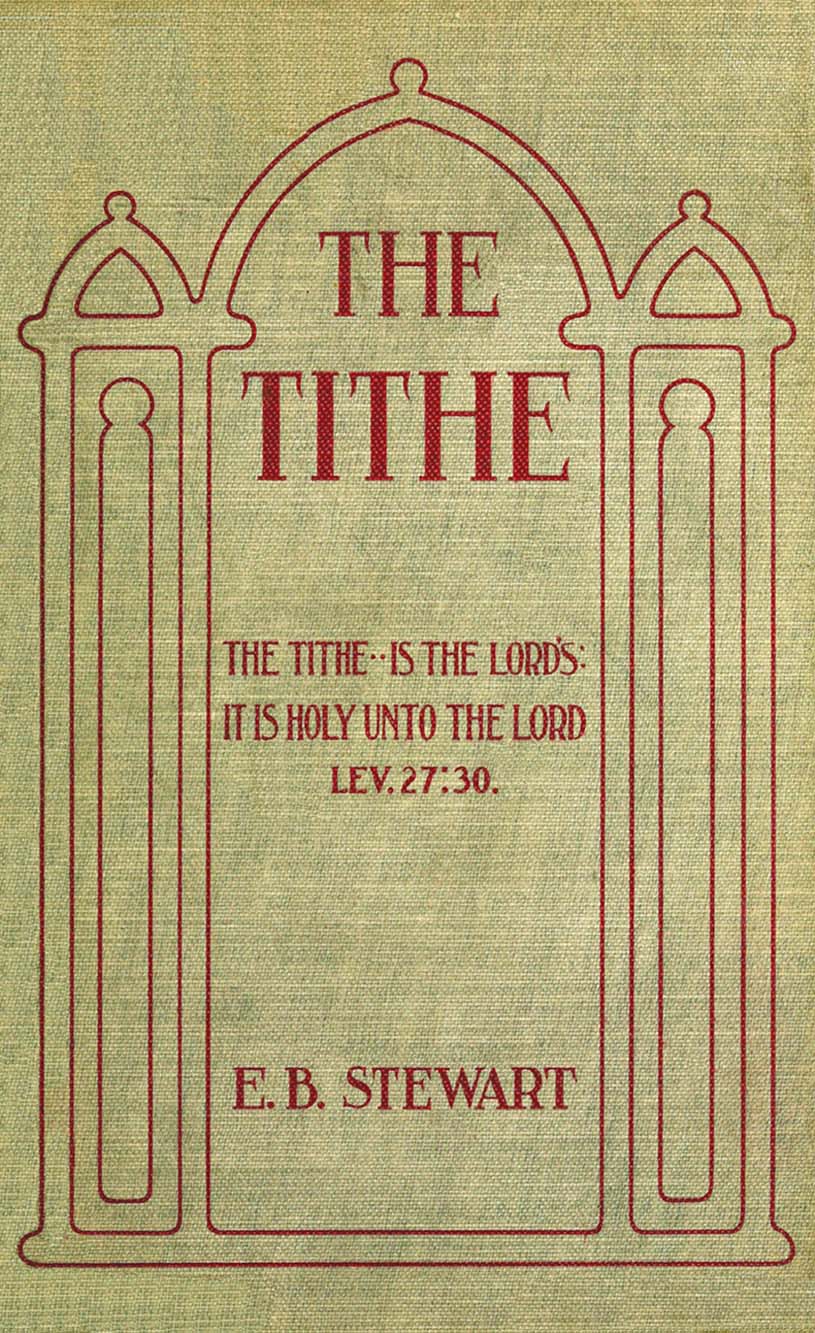 THE
TITHE
THE TITHE··IS THE LORD'S:
IT IS HOLY UNTO THE LORD
LEV. 27:30.
E. B. STEWART